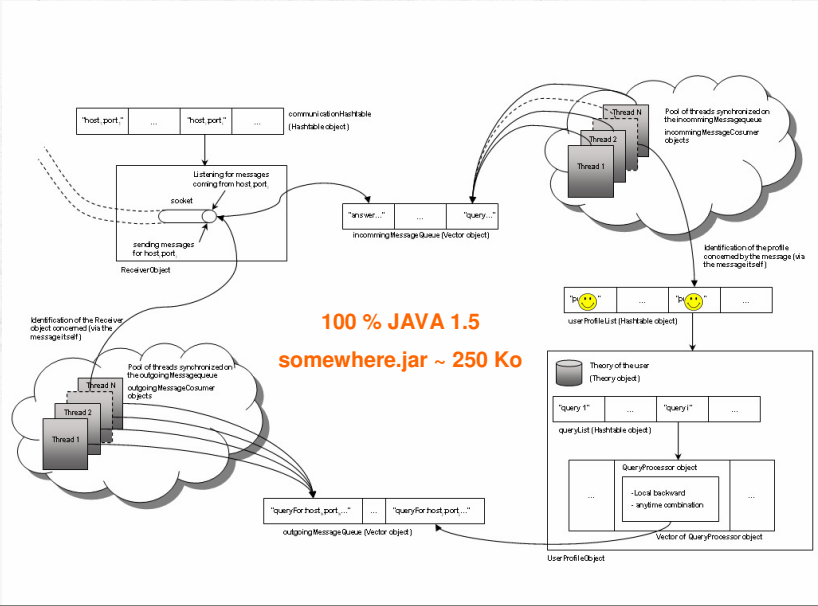 "host,port," ... "host,port," ...
communicationHashtable
(Hashtable object)
Listening for messages
coming from host,port,
socket
sending messages
for host,port,
ReceiverObject
"answer..." ... "query..."
incommingMessageQueue (Vector object)
Thread N
Thread 2
Thread 1
Pool of threads synchronized on
the incommingMessagequeue
incommingMessageCosumer
objects
Identification of the profile
concerned by the message (via
the message itself)
... ...
userProfileList (Hashtable object)
Identification of the Receiver
object concerned (via the
message itself)
100 % JAVA 1.5
somewhere.jar ~ 250 Ko
Pool of threads synchronized on
the outgoingMessagequeue
outgoingMessageCosumer
objects
Thread N
Thread 2
Thread 1
Theory of the user
(Theory object)
"query 1" ... "query i" ...
queryList (Hashtable object)
QueryProcessor object
...
-Local backward
- anytime combination
...
Vector of QueryProcessor object
UserProfileObject
"queryFor:host,port,..." ... "queryFor:host,port,..."
outgoingMessageQueue (Vector object)